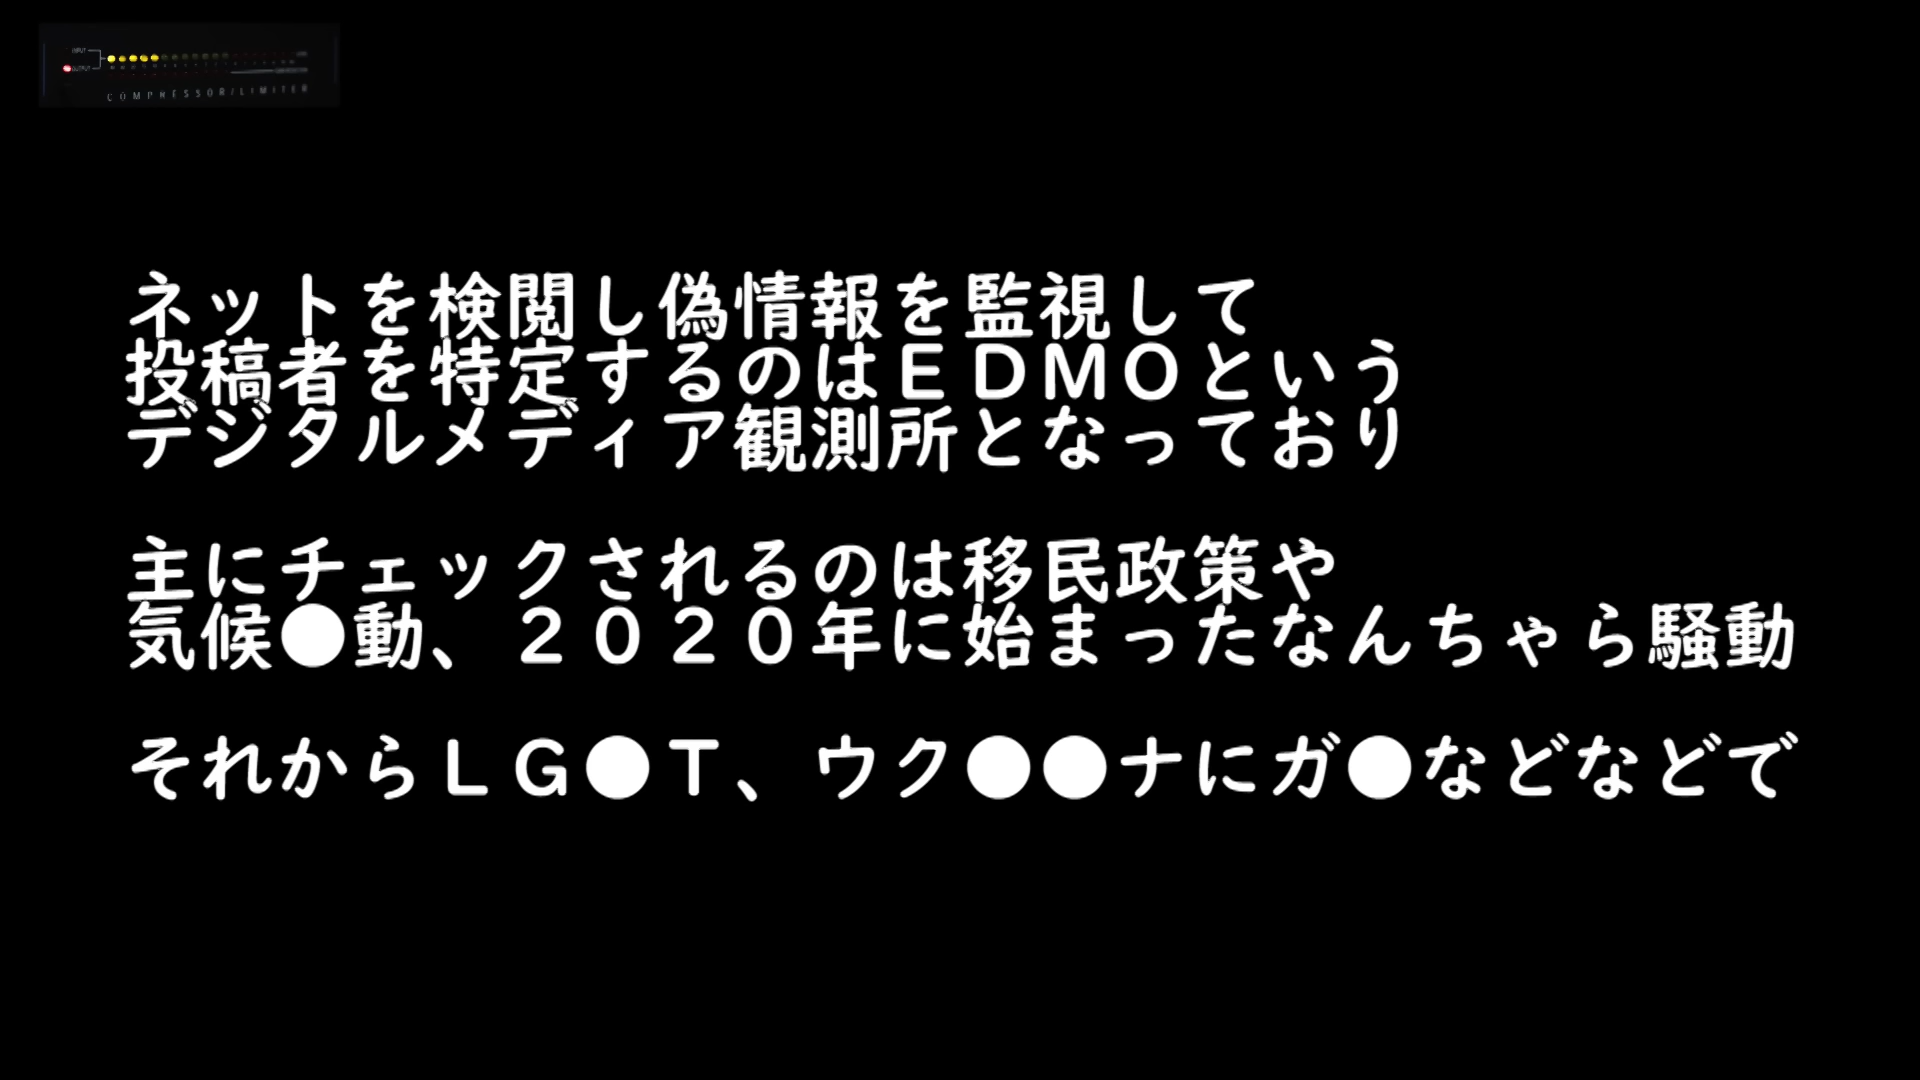 INPUT
OUTPUT
COMPRESSOR/LIMITER
ネットを検閲し偽情報を監視して
投稿者を特定するのはＥＤＭＯという
デジタルメディア観測所となっており
主にチェックされるのは移民政策や
気候●動、２０２０年に始まったなんちゃら騒動
それからＬＧ●Ｔ、ウク●●ナにガ●などなどで